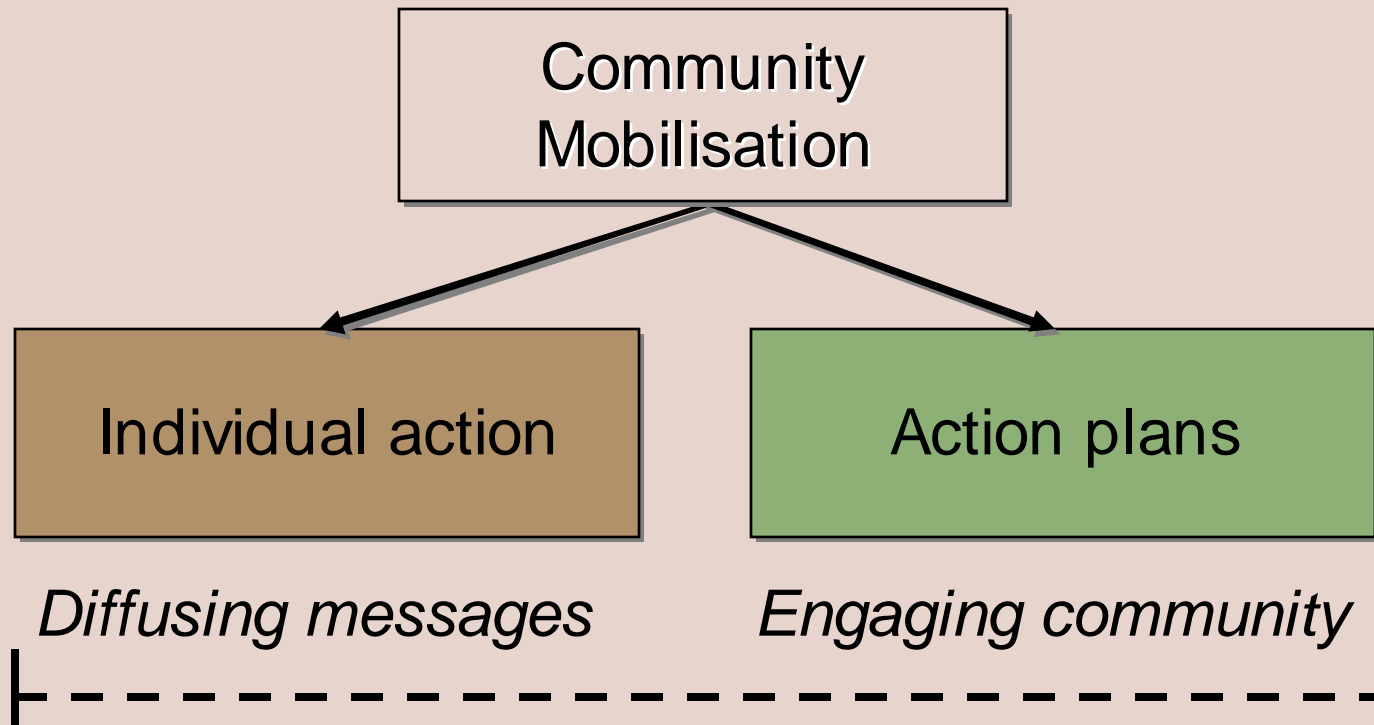 Community
Mobilisation
Individual action
Action plans
Diffusing messages
Engaging community